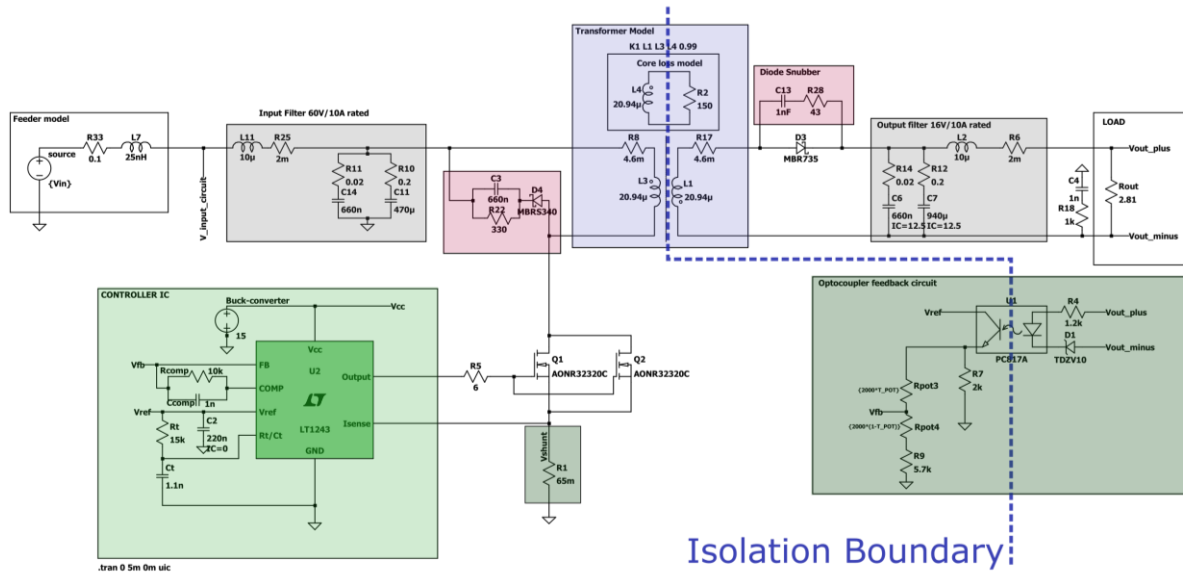 Transformer Model
K1 L1 L3 L4 0.99
Core loss model
L4
20.94µ
R2
150
Diode Snubber
C13
1nF
R28
43
Feeder model
R33
0.1
L7
25nH
source
{Vin}
V_input_circuit
Input Filter 60V/10A rated
L11
10µ
R25
2m
R11
0.02
C14
660n
R10
0.2
C11
470µ
C3
660n
D4
MBRS340
R22
330
R8
4.6m
L3
20.94µ
R17
4.6m
L1
20.94µ
D3
MBR735
Output filter 16V/10A rated
L2
10µ
R6
2m
R14
0.02
C6
660n
IC=12.5
R12
0.2
C7
940µ
IC=12.5
LOAD
Vout_plus
C4
1n
R18
1k
Rout
2.81
Vout_minus
CONTROLLER IC
Buck-converter
15
Vcc
Vcc
U2
LT
LT1243
FB
COMP
Vref
Rt/Ct
GND
Output
Isense
Vfb
Rcomp
10k
Ccomp
1n
Vref
Rt
15k
C2
220n
IC=0
Ct
1.1n
R5
6
Q1
AONR32320C
Q2
AONR32320C
Vshunt
R1
65m
Optocoupler feedback circuit
U1
PC817A
Vref
R4
1.2k
Vout_plus
D1
TDZV10
Vout_minus
R7
2k
{2000*T_POT}
Rpot3
Vfb
{2000*(1-T_POT)}
Rpot4
R9
5.7k
Isolation Boundary
.tran 0 5m 0m uic